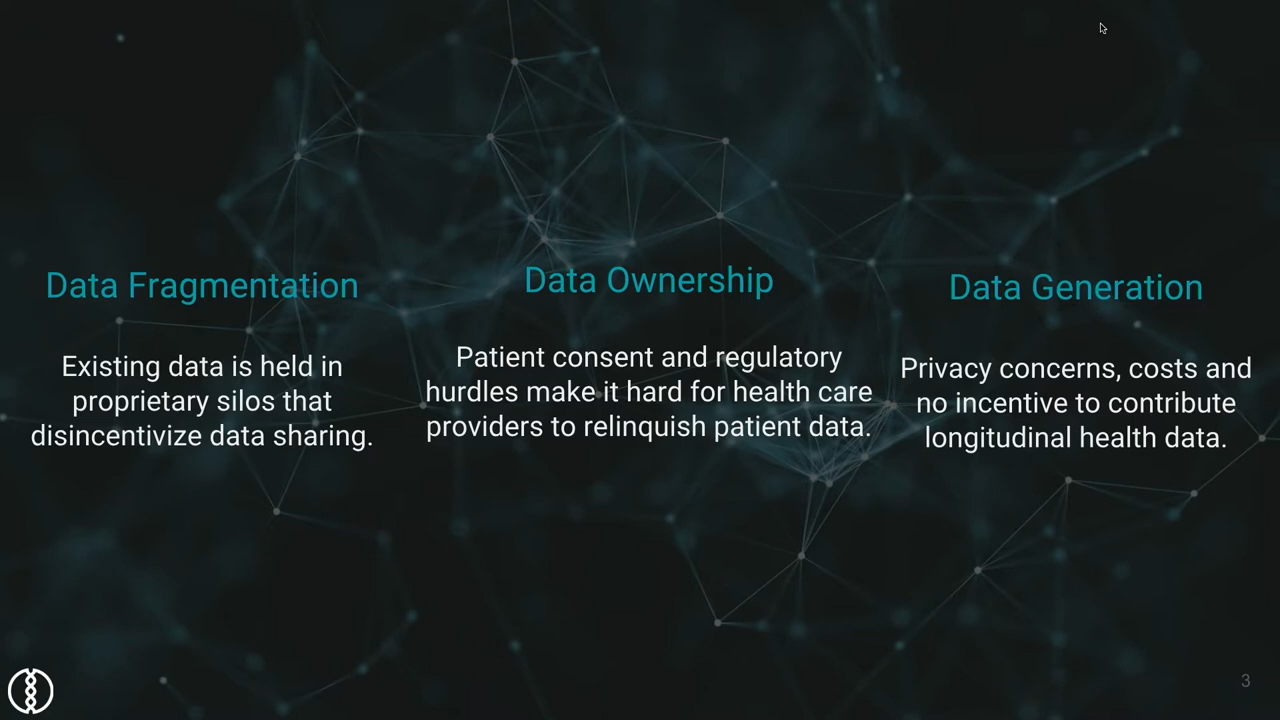 Data Fragmentation
Existing data is held in
proprietary silos that
disincentivize data sharing.
Data Ownership
Patient consent and regulatory
hurdles make it hard for health care
providers to relinquish patient data.
Data Generation
Privacy concerns, costs and
no incentive to contribute
longitudinal health data.
3